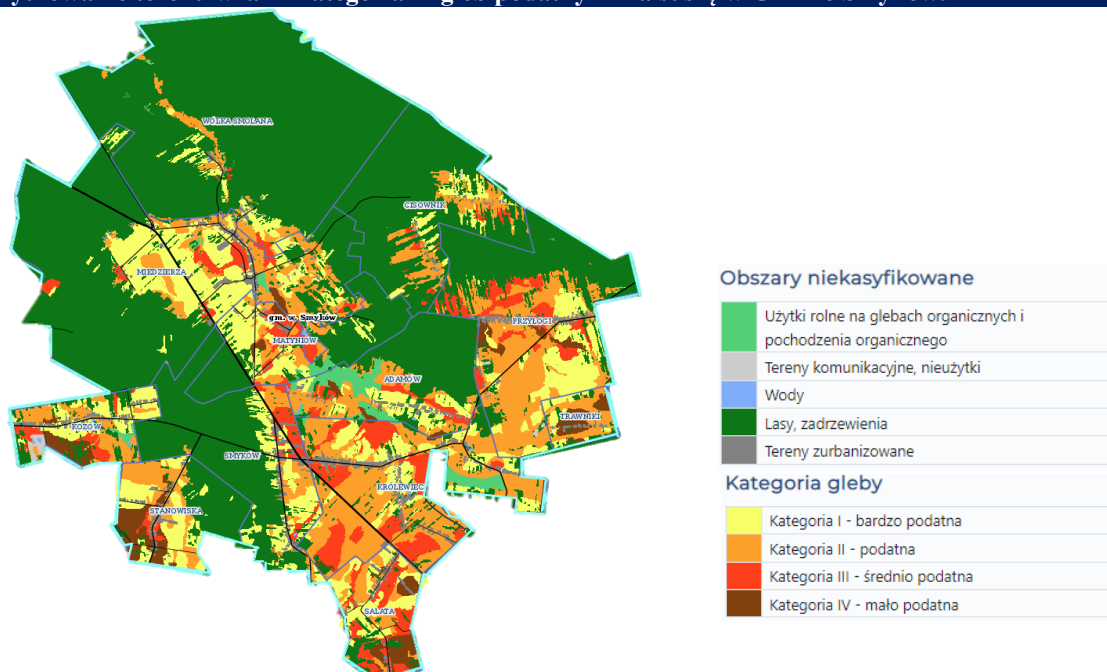 WÓLKA SMOLANA
CISOWNIK
MIEDZIERZA
gm. w. Smyków
PRZYŁOGI
MATYNIÓW
ADAMÓW
TRAWNIKI
KOZÓW
SMYKÓW
KRÓLEWIEC
STANOWISKA
SALATA
Obszary niekasyfikowane
Użytki rolne na glebach organicznych i
pochodzenia organicznego
Tereny komunikacyjne, nieużytki
Wody
Lasy, zadrzewienia
Tereny zurbanizowane
Kategoria gleby
Kategoria I - bardzo podatna
Kategoria II - podatna
Kategoria III - średnio podatna
Kategoria IV - mało podatna